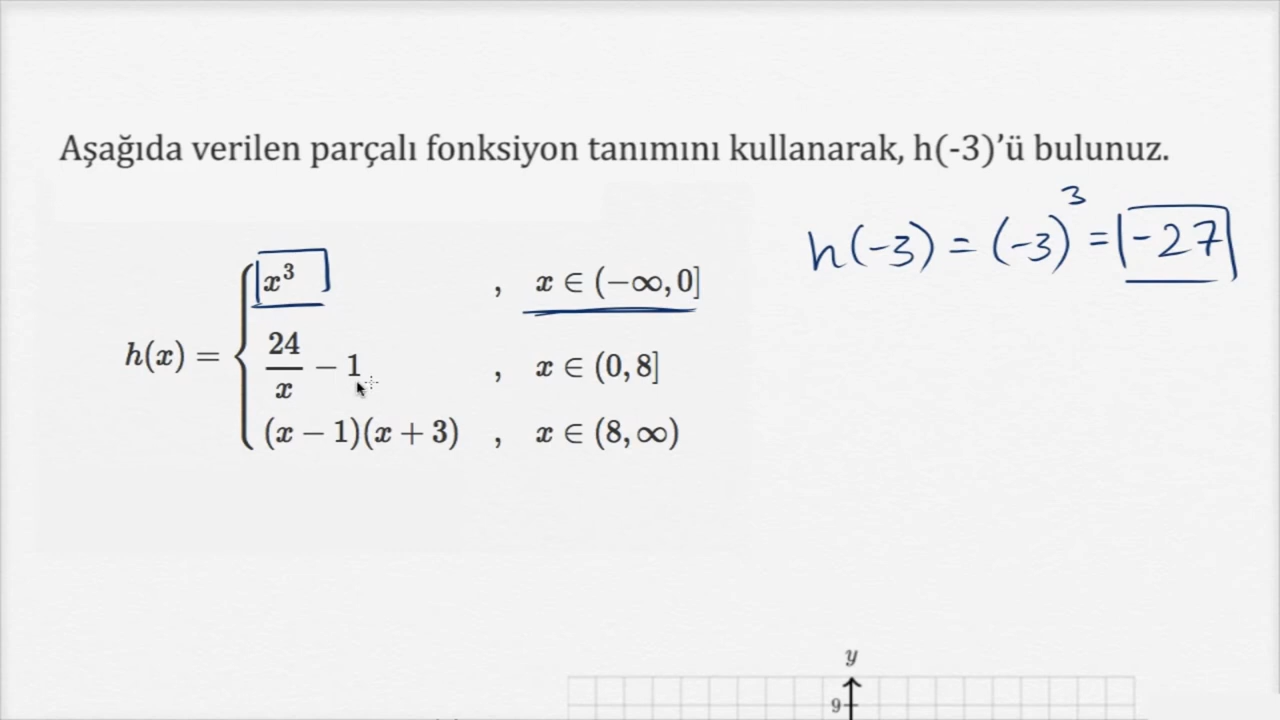 Aşağıda verilen parçalı fonksiyon tanımını kullanarak, h(-3)'ü bulunuz.
h(-3) = (-3)³ = -27
x³ , x ∈ (−∞, 0]
h(x) = { 24/x − 1 , x ∈ (0, 8]
(x − 1)(x + 3) , x ∈ (8, ∞)
y
9